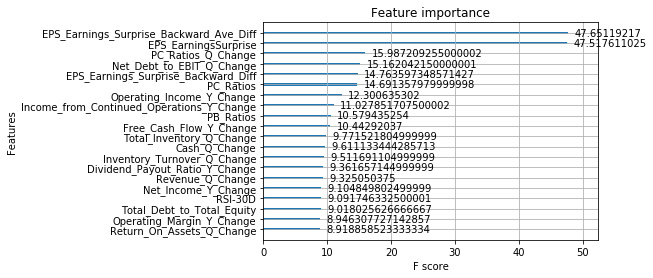 Feature importance
EPS_Earnings_Surprise_Backward_Ave_Diff 47.65119217
EPS_EarningsSurprise 47.517611025
PC_Ratios_Q_Change 15.987209255000002
Net_Debt_to_EBIT_Q_Change 15.162042150000001
EPS_Earnings_Surprise_Backward_Diff 14.763597348571427
PC_Ratios 14.691357979999998
Operating_Income_Y_Change 12.300635302
Income_from_Continued_Operations_Y_Change 11.027851707500002
PB_Ratios 10.579435254
Free_Cash_Flow_Y_Change 10.44292037
Total_Inventory_Q_Change 9.771521804999999
Cash_Q_Change 9.611133444285713
Inventory_Turnover_Q_Change 9.511691104999999
Dividend_Payout_Ratio_Y_Change 9.361657144999999
Revenue_Q_Change 9.325050375
Net_Income_Y_Change 9.104849802499999
RSI-30D 9.091746332500001
Total_Debt_to_Total_Equity 9.018025626666667
Operating_Margin_Y_Change 8.946307727142857
Return_On_Assets_Q_Change 8.918858523333334
Features
0 10 20 30 40 50
F score